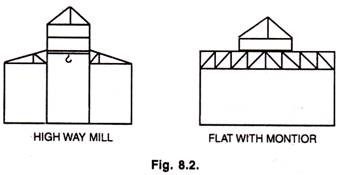 HIGH WAY MILL
FLAT WITH MONTIOR
Fig. 8.2.